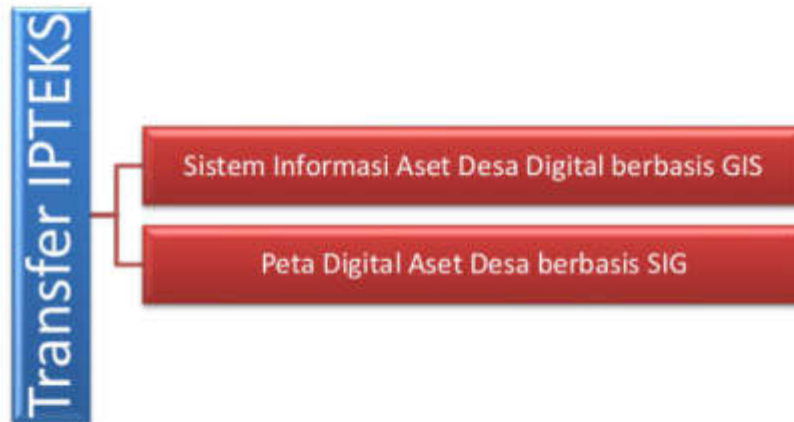 Transfer IPTEKS
Sistem Informasi Aset Desa Digital berbasis GIS
Peta Digital Aset Desa berbasis SIG